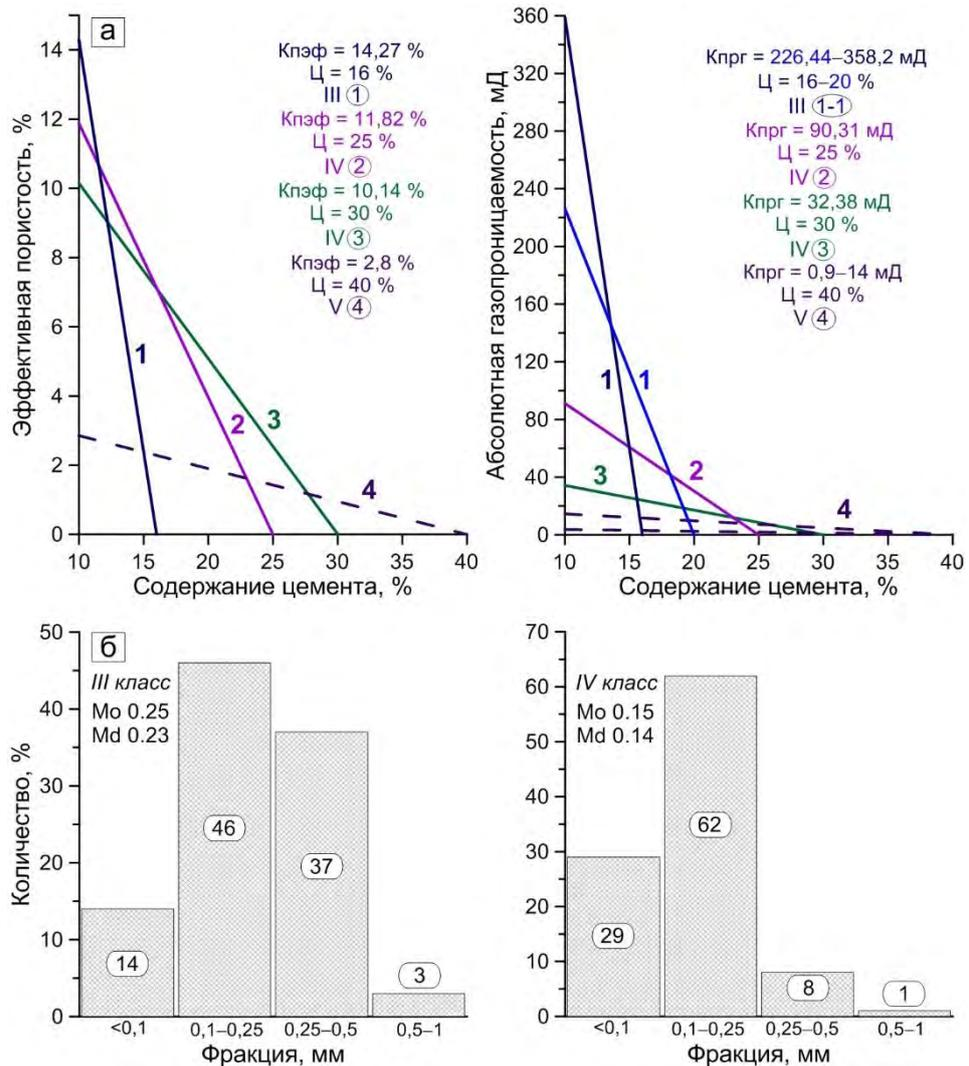 а
Эффективная пористость, %
14
12
10
8
6
4
2
0
10 15 20 25 30 35 40
Содержание цемента, %
Кпэф = 14,27 %
Ц = 16 %
III 1
Кпэф = 11,82 %
Ц = 25 %
IV 2
Кпэф = 10,14 %
Ц = 30 %
IV 3
Кпэф = 2,8 %
Ц = 40 %
V 4
1
2
3
4
Абсолютная газопроницаемость, мД
360
320
280
240
200
160
120
80
40
0
10 15 20 25 30 35 40
Содержание цемента, %
Кпрг = 226,44–358,2 мД
Ц = 16–20 %
III 1-1
Кпрг = 90,31 мД
Ц = 25 %
IV 2
Кпрг = 32,38 мД
Ц = 30 %
IV 3
Кпрг = 0,9–14 мД
Ц = 40 %
V 4
1 1
2
3
4
б
Количество, %
50
40
30
20
10
0
III класс
Mo 0.25
Md 0.23
14
46
37
3
<0,1 0,1–0,25 0,25–0,5 0,5–1
Фракция, мм
70
60
50
40
30
20
10
0
IV класс
Mo 0.15
Md 0.14
29
62
8
1
<0,1 0,1–0,25 0,25–0,5 0,5–1
Фракция, мм